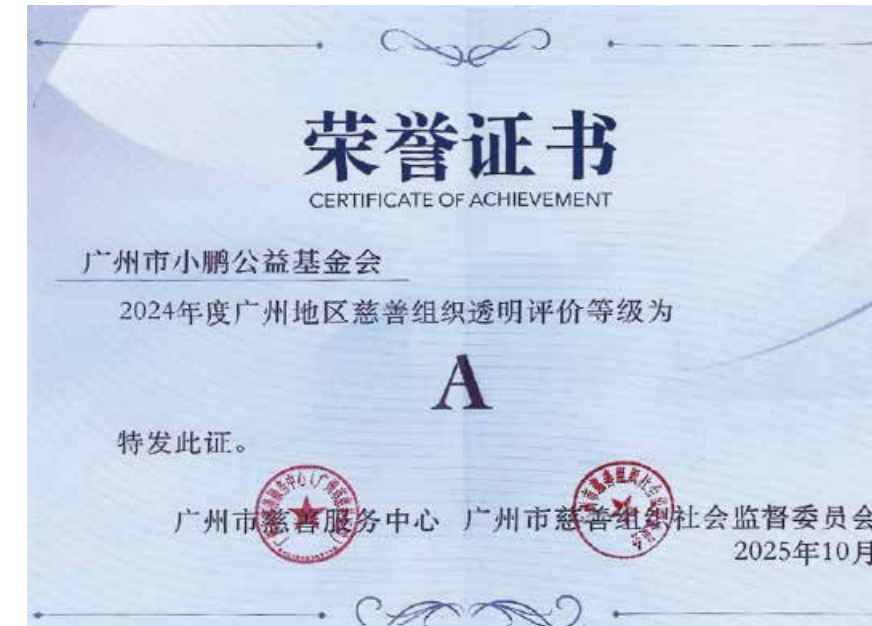 荣誉证书
CERTIFICATE OF ACHIEVEMENT
广州市小鹏公益基金会
2024年度广州地区慈善组织透明评价等级为
A
特发此证。
广州市慈善服务中心 广州市慈善组织社会监督委员会
2025年10月